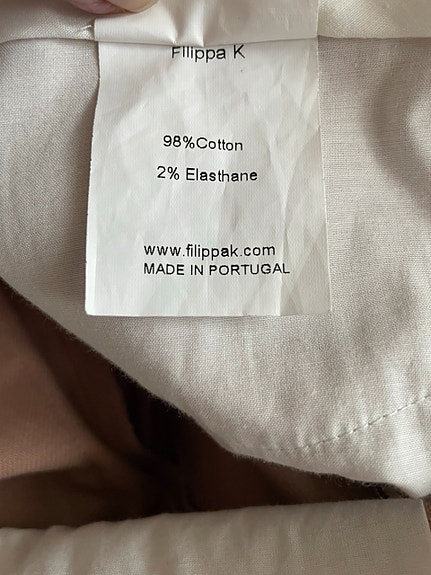 Filippa K
98%Cotton
2% Elasthane
www.filippak.com
MADE IN PORTUGAL